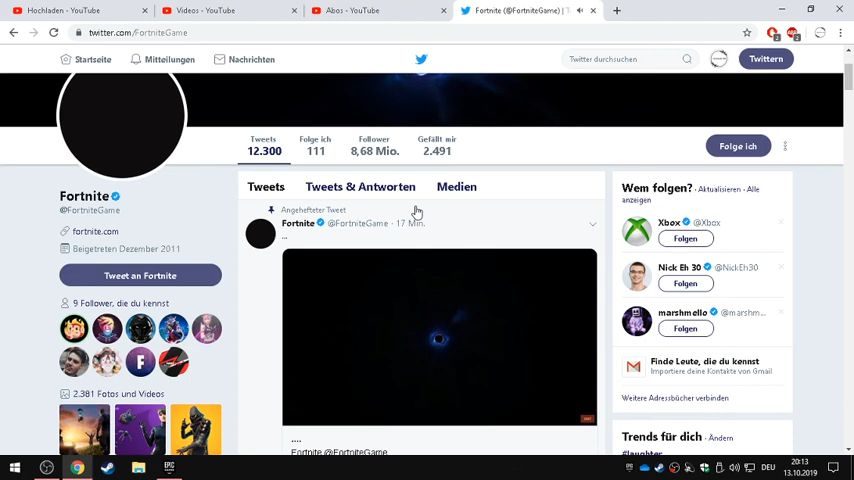 Hochladen - YouTube
Videos - YouTube
Abos - YouTube
Fortnite (@FortniteGame) | T
twitter.com/FortniteGame
Startseite
Mitteilungen
Nachrichten
Twitter durchsuchen
Twittern
Tweets
12.300
Folge ich
111
Follower
8,68 Mio.
Gefällt mir
2.491
Folge ich
Fortnite
@FortniteGame
fortnite.com
Beigetreten Dezember 2011
Tweet an Fortnite
9 Follower, die du kennst
2.381 Fotos und Videos
Tweets
Tweets & Antworten
Medien
Angehefteter Tweet
Fortnite @FortniteGame · 17 Min.
...
....
Fortnite @FortniteGame
Wem folgen? · Aktualisieren · Alle
anzeigen
Xbox @Xbox
Folgen
Nick Eh 30 @NickEh30
Folgen
marshmello @marshm...
Folgen
Finde Leute, die du kennst
Importiere deine Kontakte von Gmail
Weitere Adressbücher verbinden
Trends für dich · Ändern
#laughter
EPIC
DEU
20:13
13.10.2019